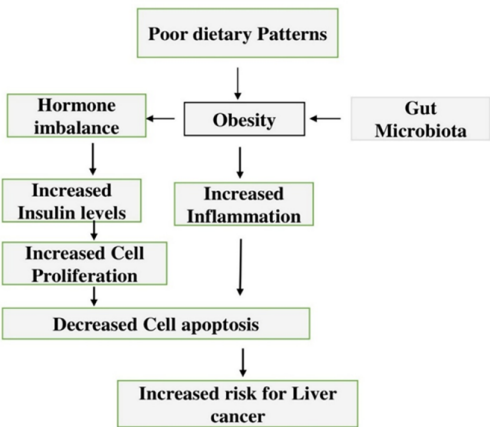 Poor dietary Patterns
Hormone
imbalance
Obesity
Gut
Microbiota
Increased
Insulin levels
Increased
Inflammation
Increased Cell
Proliferation
Decreased Cell apoptosis
Increased risk for Liver
cancer